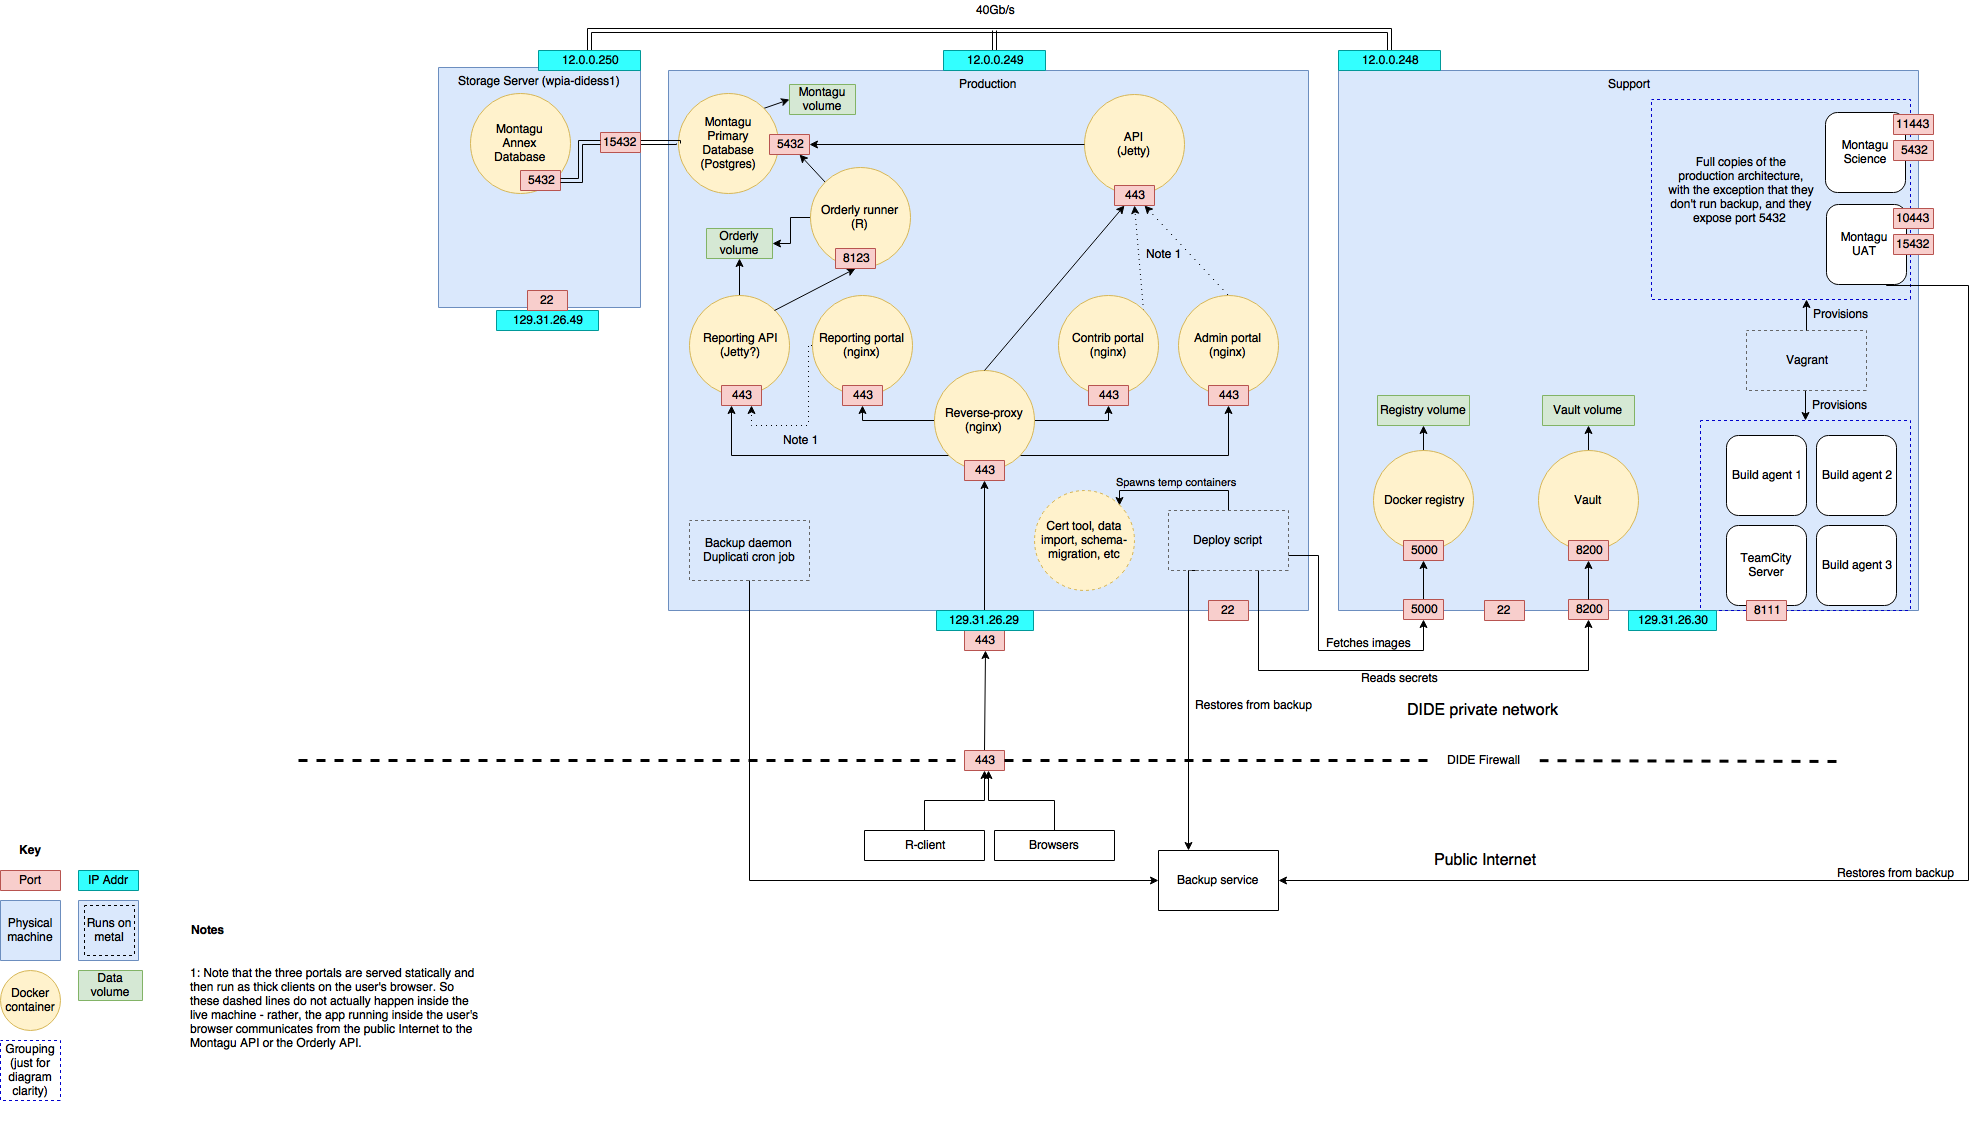 40Gb/s
12.0.0.250
12.0.0.249
12.0.0.248
Storage Server (wpia-didess1)
Montagu
Annex
Database
5432
15432
22
129.31.26.49
Production
Montagu
Primary
Database
(Postgres)
5432
Montagu
volume
API
(Jetty)
443
Orderly runner
(R)
8123
Orderly
volume
Note 1
Reporting API
(Jetty?)
443
Reporting portal
(nginx)
443
Contrib portal
(nginx)
443
Admin portal
(nginx)
443
Note 1
Reverse-proxy
(nginx)
443
Spawns temp containers
Cert tool, data
import, schema-
migration, etc
Deploy script
Backup daemon
Duplicati cron job
129.31.26.29
443
22
Support
Full copies of the
production architecture,
with the exception that they
don't run backup, and they
expose port 5432
Montagu
Science
11443
5432
Montagu
UAT
10443
15432
Provisions
Vagrant
Provisions
Registry volume
Vault volume
Docker registry
5000
Vault
8200
Build agent 1
Build agent 2
TeamCity
Server
Build agent 3
5000
22
8200
129.31.26.30
8111
Fetches images
Reads secrets
Restores from backup
DIDE private network
443
DIDE Firewall
R-client
Browsers
Backup service
Public Internet
Restores from backup
Key
Port
IP Addr
Physical
machine
Runs on
metal
Docker
container
Data
volume
Grouping
(just for
diagram
clarity)
Notes
1: Note that the three portals are served statically and
then run as thick clients on the user's browser. So
these dashed lines do not actually happen inside the
live machine - rather, the app running inside the user's
browser communicates from the public Internet to the
Montagu API or the Orderly API.